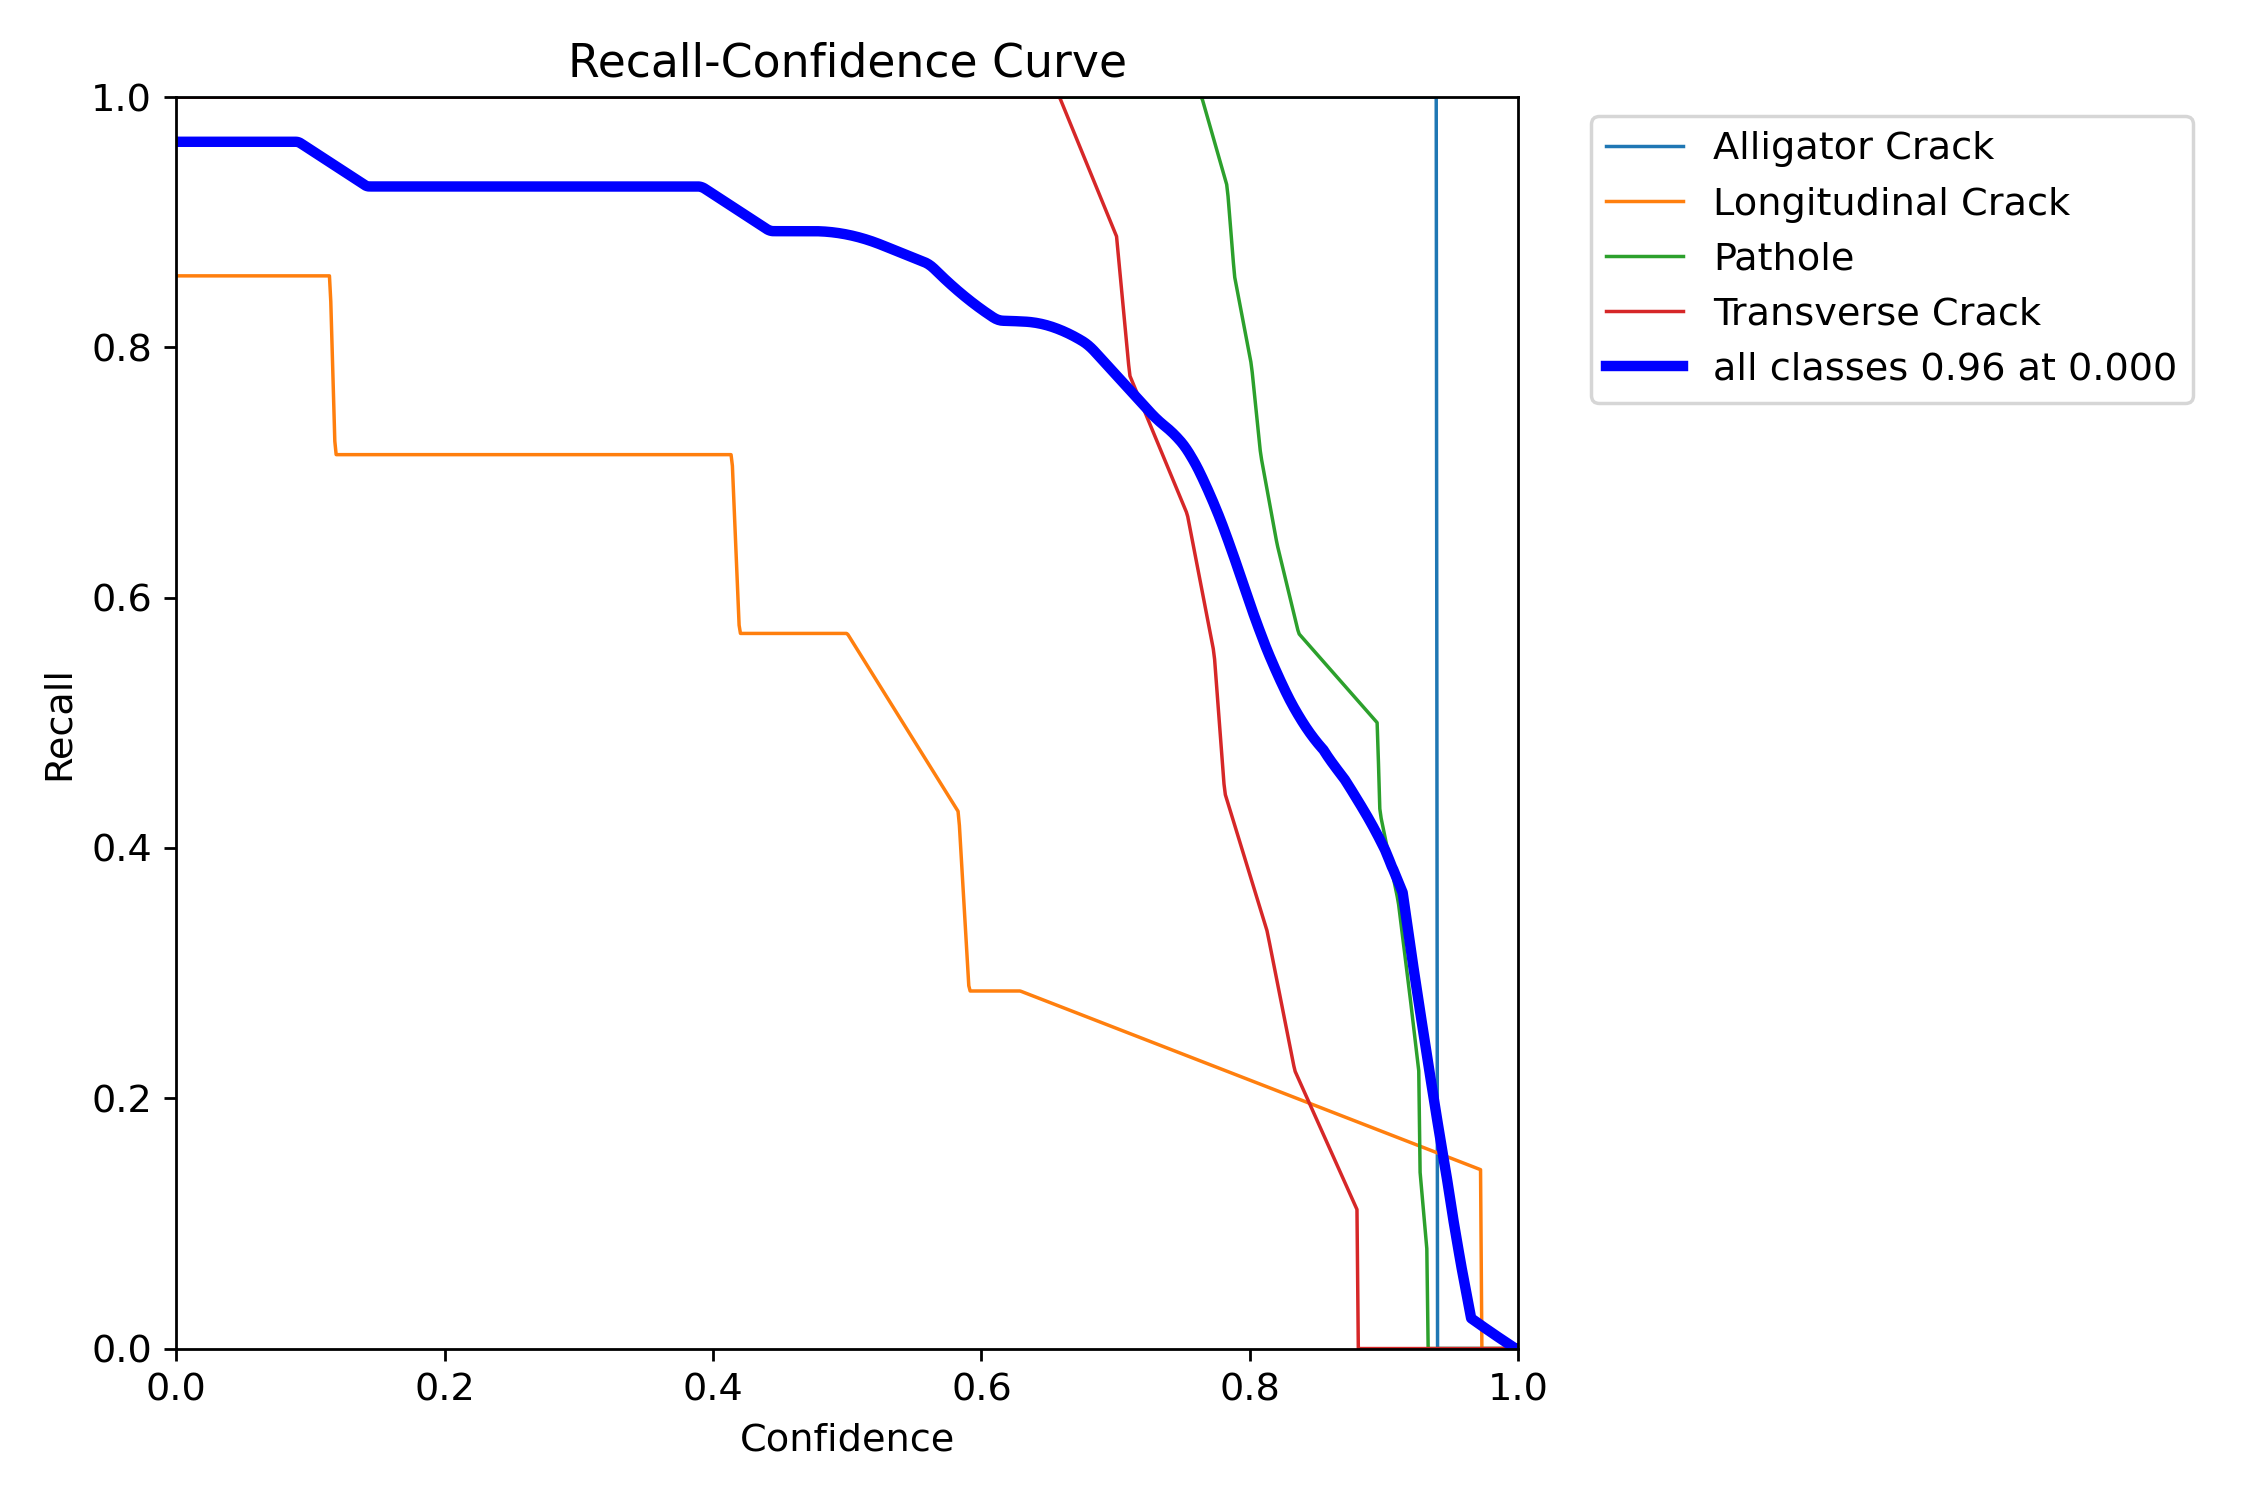 Recall-Confidence Curve
1.0
0.8
0.6
0.4
0.2
0.0
Recall
0.0 0.2 0.4 0.6 0.8 1.0
Confidence
Alligator Crack
Longitudinal Crack
Pathole
Transverse Crack
all classes 0.96 at 0.000